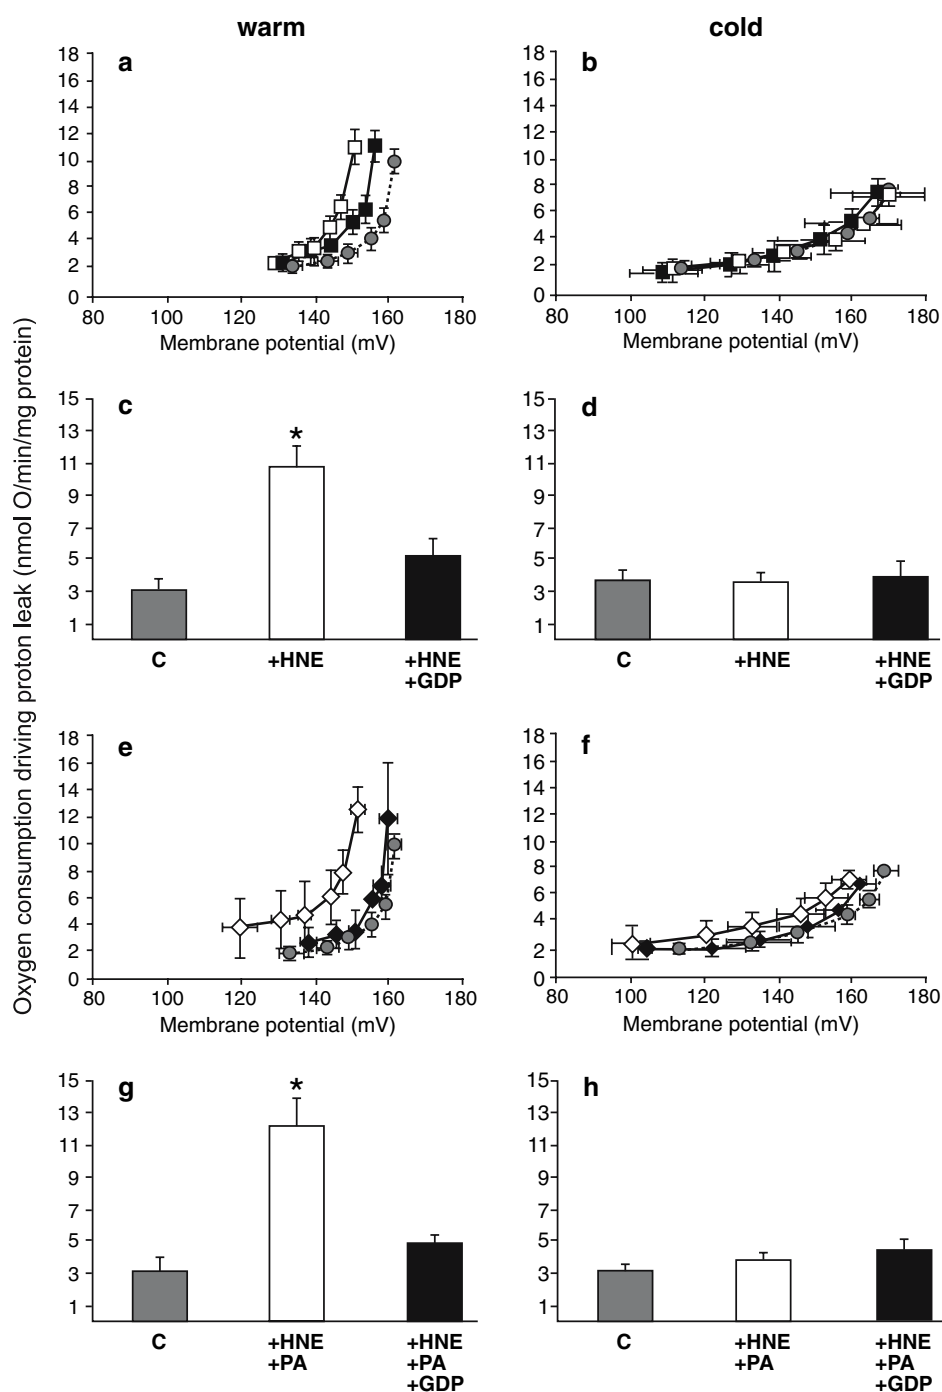 warm
cold
Oxygen consumption driving proton leak (nmol O/min/mg protein)
a
18
16
14
12
10
8
6
4
2
0
80
100
120
140
160
180
Membrane potential (mV)
b
18
16
14
12
10
8
6
4
2
0
80
100
120
140
160
180
Membrane potential (mV)
c
15
13
11
9
7
5
3
1
*
C
+HNE
+HNE
+GDP
d
15
13
11
9
7
5
3
1
C
+HNE
+HNE
+GDP
e
18
16
14
12
10
8
6
4
2
0
80
100
120
140
160
180
Membrane potential (mV)
f
18
16
14
12
10
8
6
4
2
0
80
100
120
140
160
180
Membrane potential (mV)
g
15
13
11
9
7
5
3
1
*
C
+HNE
+PA
+HNE
+PA
+GDP
h
15
13
11
9
7
5
3
1
C
+HNE
+PA
+HNE
+PA
+GDP